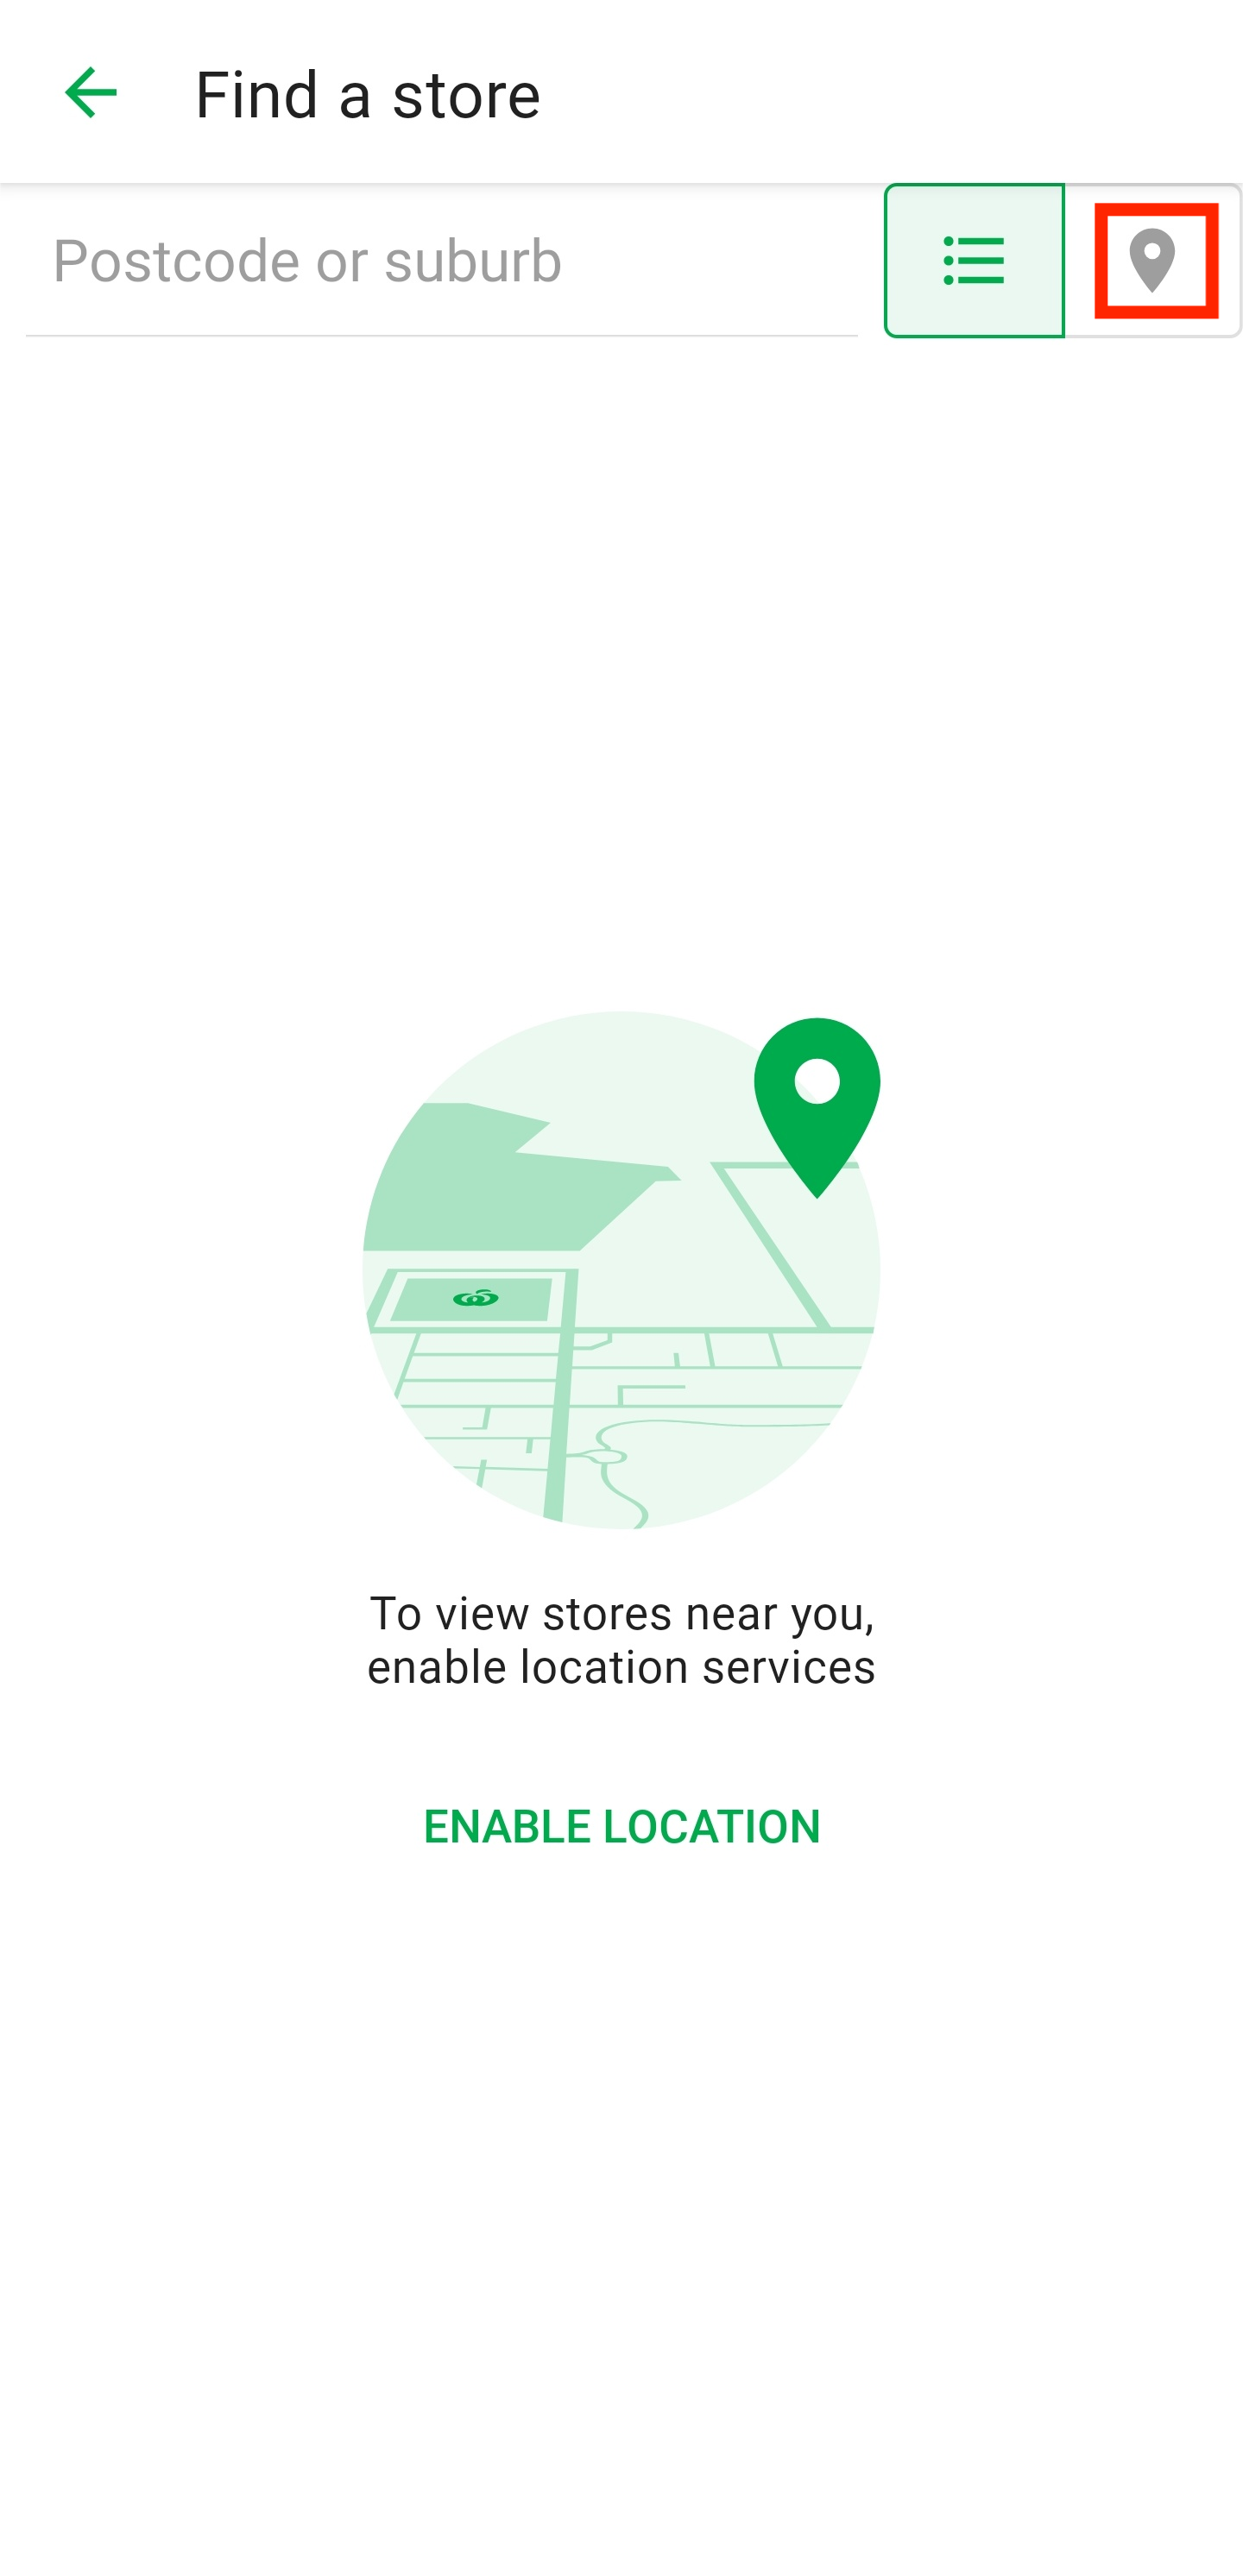 Find a store
Postcode or suburb
To view stores near you,
enable location services
ENABLE LOCATION